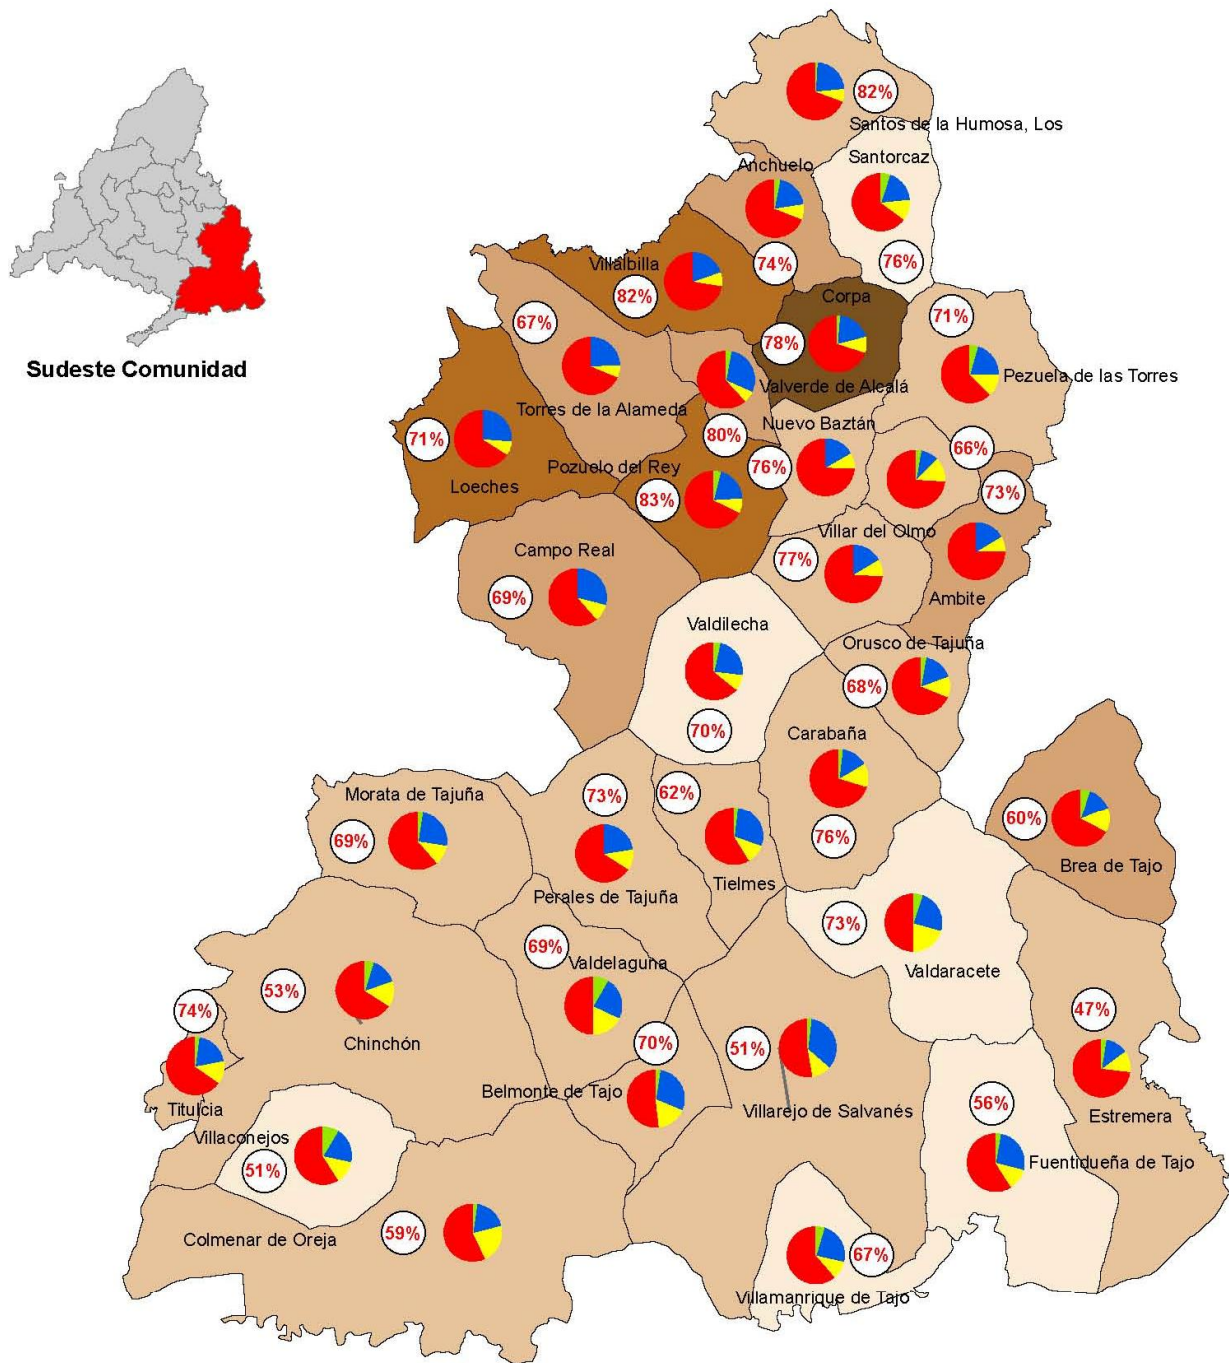 82%
Santos de la Humosa, Los
Anchuelo
Santorcaz
74%
76%
Villalbilla
82%
Corpa
67%
71%
78%
Sudeste Comunidad
Pezuela de las Torres
Valverde de Alcalá
Torres de la Alameda
Nuevo Baztán
71%
80%
66%
Pozuelo del Rey
76%
Loeches
83%
73%
Villar del Olmo
Campo Real
77%
69%
Ambite
Valdilecha
Orusco de Tajuña
68%
70%
Carabaña
Morata de Tajuña
73%
62%
69%
76%
60%
Brea de Tajo
Tielmes
Perales de Tajuña
73%
69%
Valdelaguna
Valdaracete
53%
74%
47%
Chinchón
70%
51%
Belmonte de Tajo
Villarejo de Salvanés
Titulcia
56%
Estremera
Villaconejos
51%
Fuentidueña de Tajo
Colmenar de Oreja
59%
67%
Villamanrique de Tajo